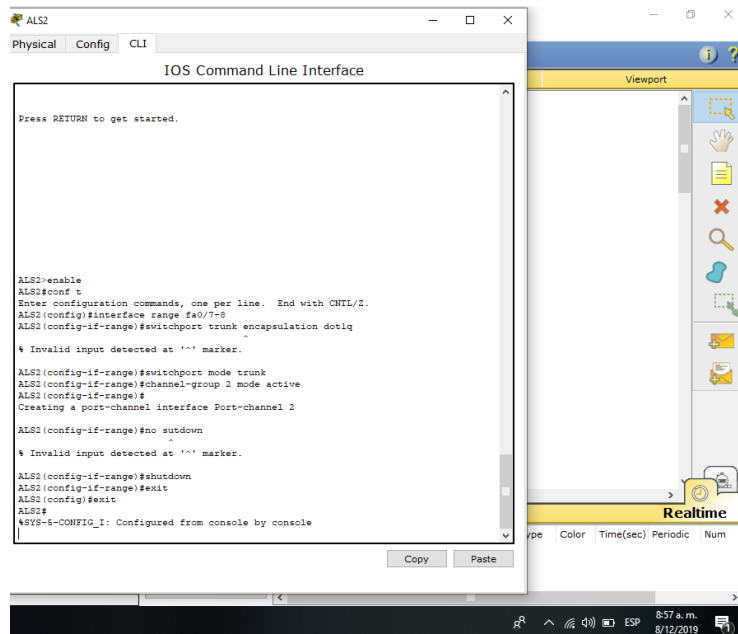 ALS2
Physical Config CLI
IOS Command Line Interface
Press RETURN to get started.
ALS2>enable
ALS2#conf t
Enter configuration commands, one per line. End with CNTL/Z.
ALS2(config)#interface range fa0/7-8
ALS2(config-if-range)#switchport trunk encapsulation dot1q
^
% Invalid input detected at '^' marker.
ALS2(config-if-range)#switchport mode trunk
ALS2(config-if-range)#channel-group 2 mode active
ALS2(config-if-range)#
Creating a port-channel interface Port-channel 2
ALS2(config-if-range)#no sutdown
^
% Invalid input detected at '^' marker.
ALS2(config-if-range)#shutdown
ALS2(config-if-range)#exit
ALS2(config)#exit
ALS2#
%SYS-5-CONFIG_I: Configured from console by console
Copy Paste
i ?
Viewport
Realtime
ype Color Time(sec) Periodic Num
ESP
8:57 a. m.
8/12/2019
1